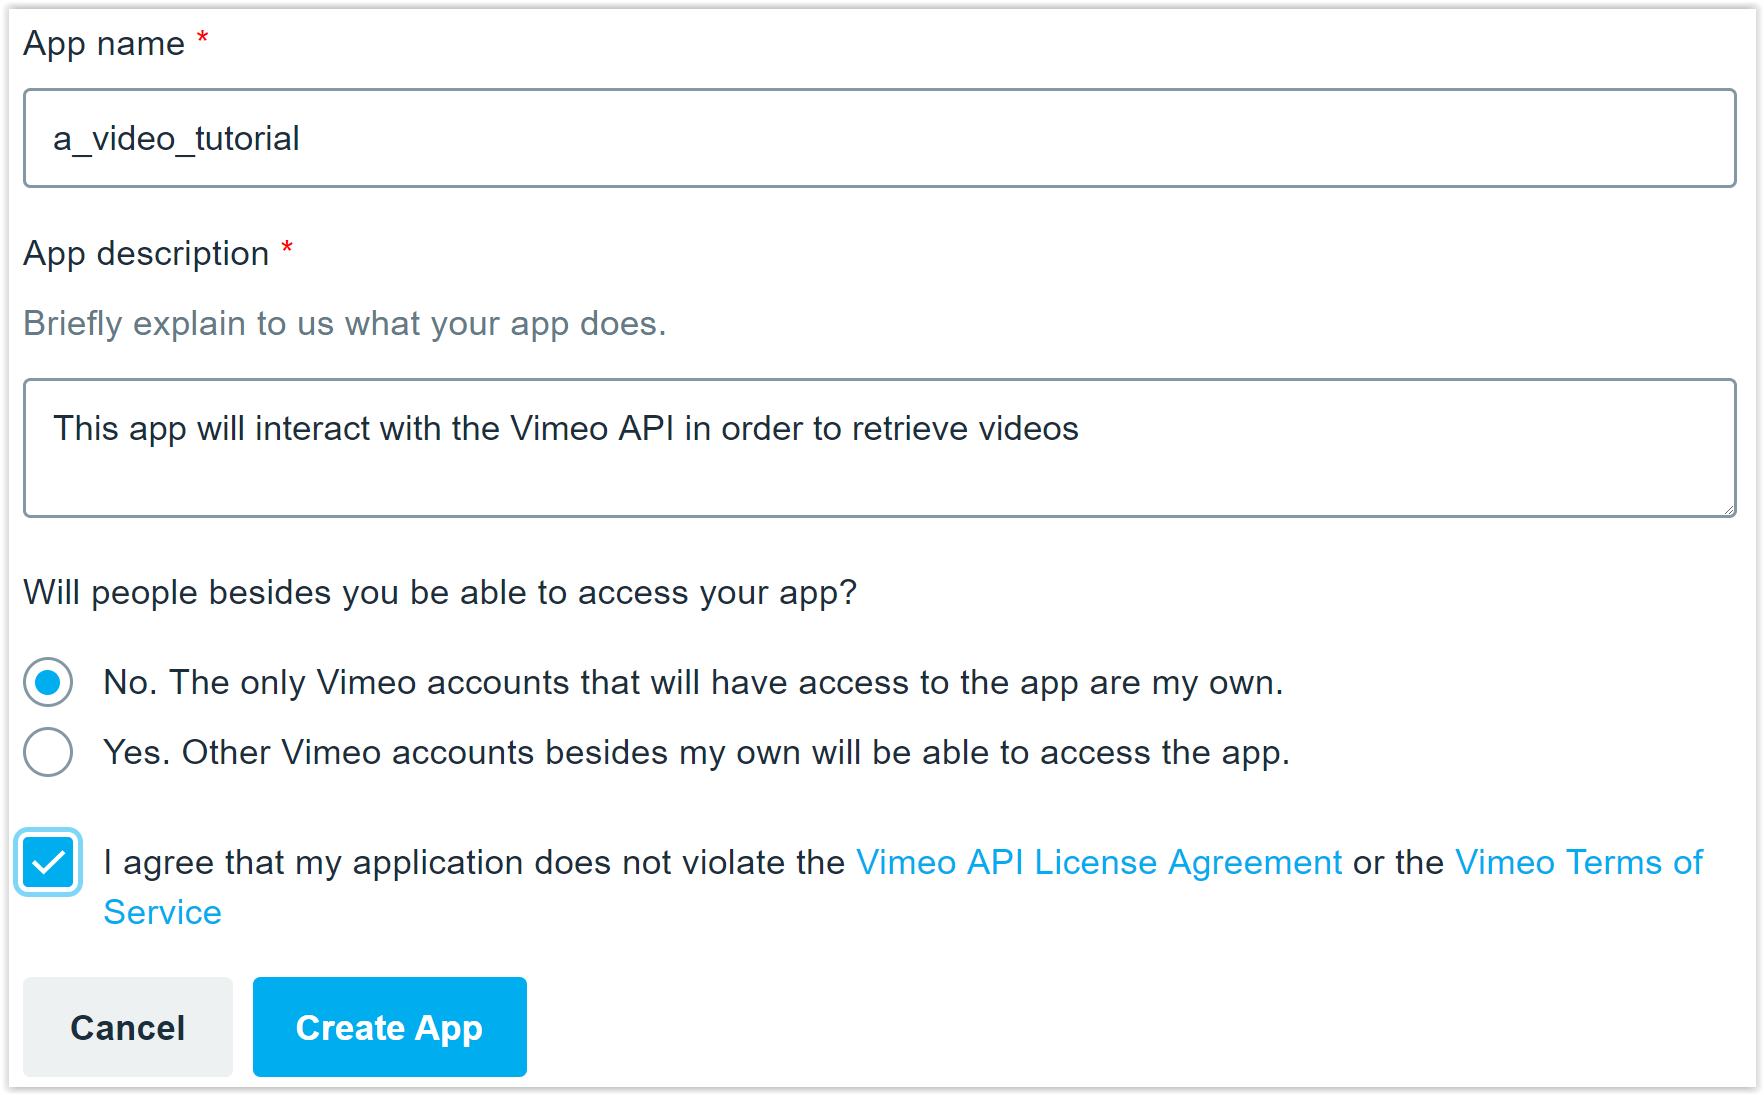 App name *
a_video_tutorial
App description *
Briefly explain to us what your app does.
This app will interact with the Vimeo API in order to retrieve videos
Will people besides you be able to access your app?
No. The only Vimeo accounts that will have access to the app are my own.
Yes. Other Vimeo accounts besides my own will be able to access the app.
I agree that my application does not violate the Vimeo API License Agreement or the Vimeo Terms of
Service
Cancel Create App